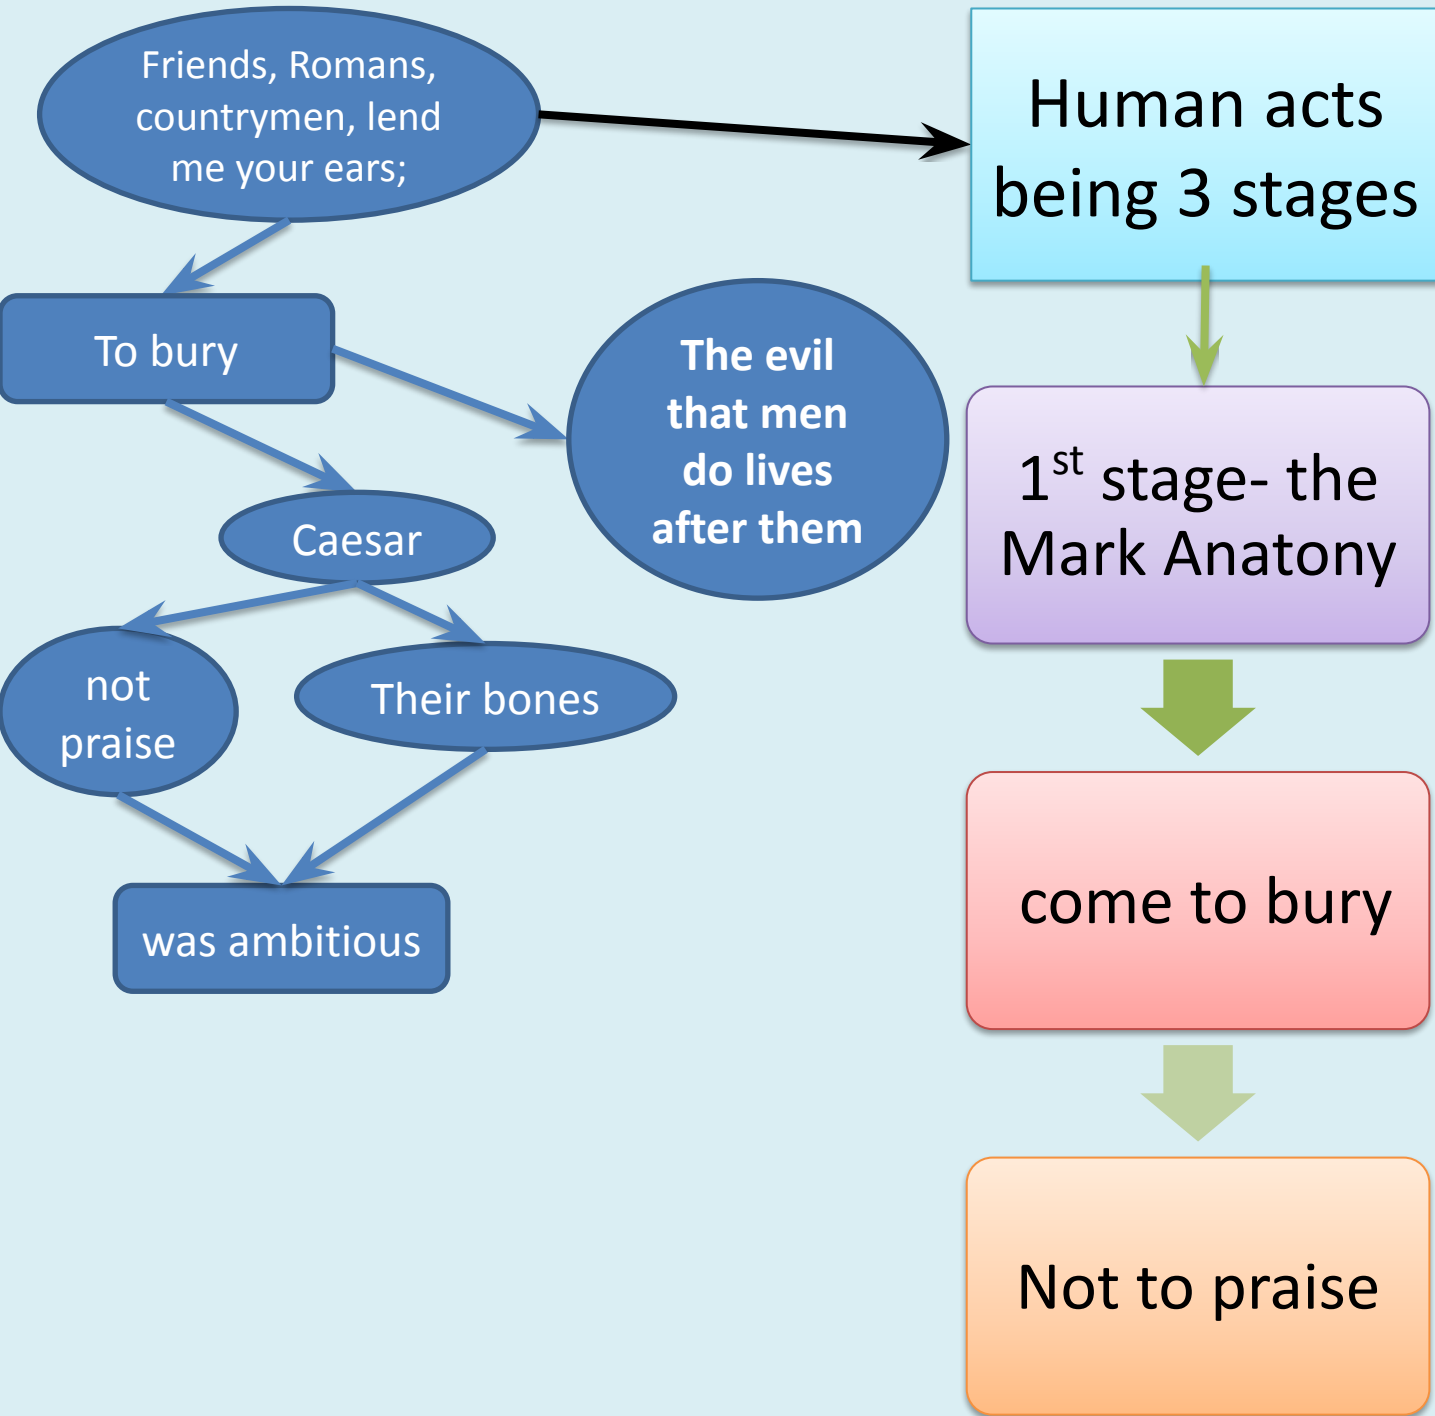 Friends, Romans,
countrymen, lend
me your ears;
To bury
The evil
that men
do lives
after them
Caesar
not
praise
Their bones
was ambitious
Human acts
being 3 stages
1st stage- the
Mark Anatony
come to bury
Not to praise